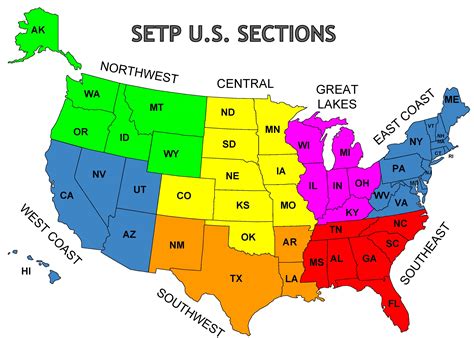 SETP U.S. SECTIONS
AK
NORTHWEST
CENTRAL
GREAT
LAKES
EAST COAST
WA
MT
ND
MN
ME
OR
ID
WY
SD
WI
MI
VT
NH
NY
MA
CT
RI
NE
IA
PA
NJ
NV
UT
CO
IL
IN
OH
MD
DE
CA
KS
MO
KY
WV
VA
WEST COAST
AZ
NM
OK
AR
TN
NC
SC
SOUTHEAST
HI
TX
LA
MS
AL
GA
FL
SOUTHWEST